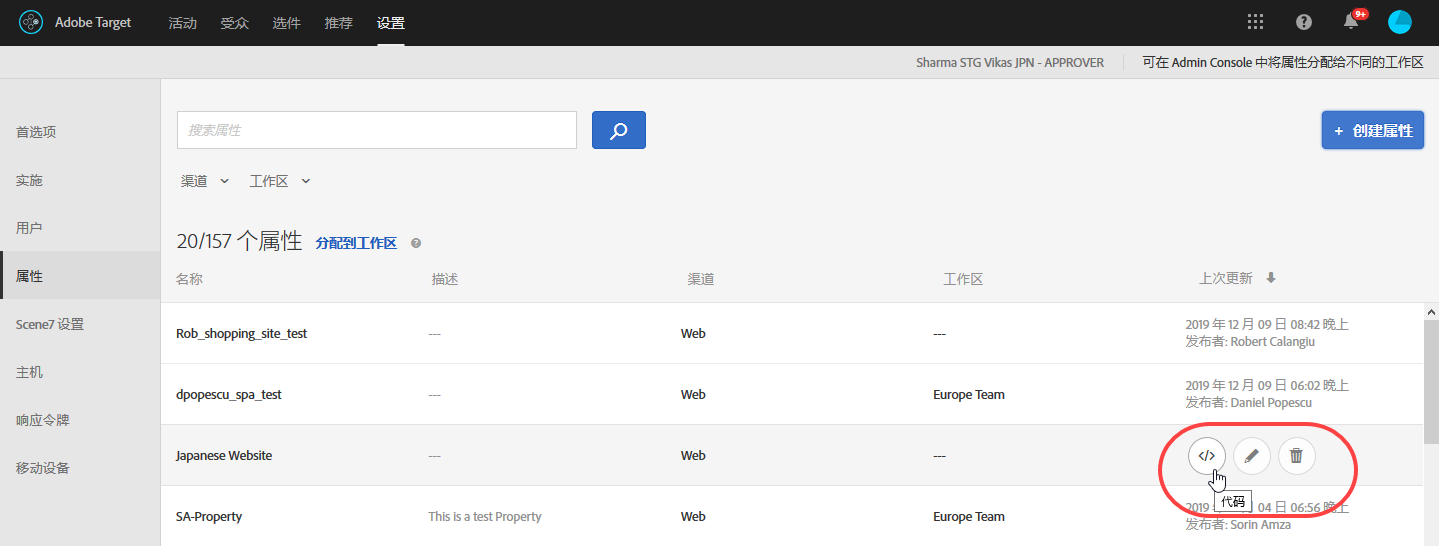 Adobe Target 活动 受众 选件 推荐 设置 9+
Sharma STG Vikas JPN - APPROVER 可在 Admin Console 中将属性分配给不同的工作区
首选项
实施
用户
属性
Scene7 设置
主机
响应令牌
移动设备
搜索属性
+ 创建属性
渠道 工作区
20/157 个属性 分配到工作区
名称 描述 渠道 工作区 上次更新
Rob_shopping_site_test --- Web --- 2019 年 12 月 09 日 08:42 晚上
发布者: Robert Calangiu
dpopescu_spa_test --- Web Europe Team 2019 年 12 月 09 日 06:02 晚上
发布者: Daniel Popescu
Japanese Website --- Web ---
代码
SA-Property This is a test Property Web Europe Team 2019 月 04 日 06:56 晚上
发布者: Sorin Amza